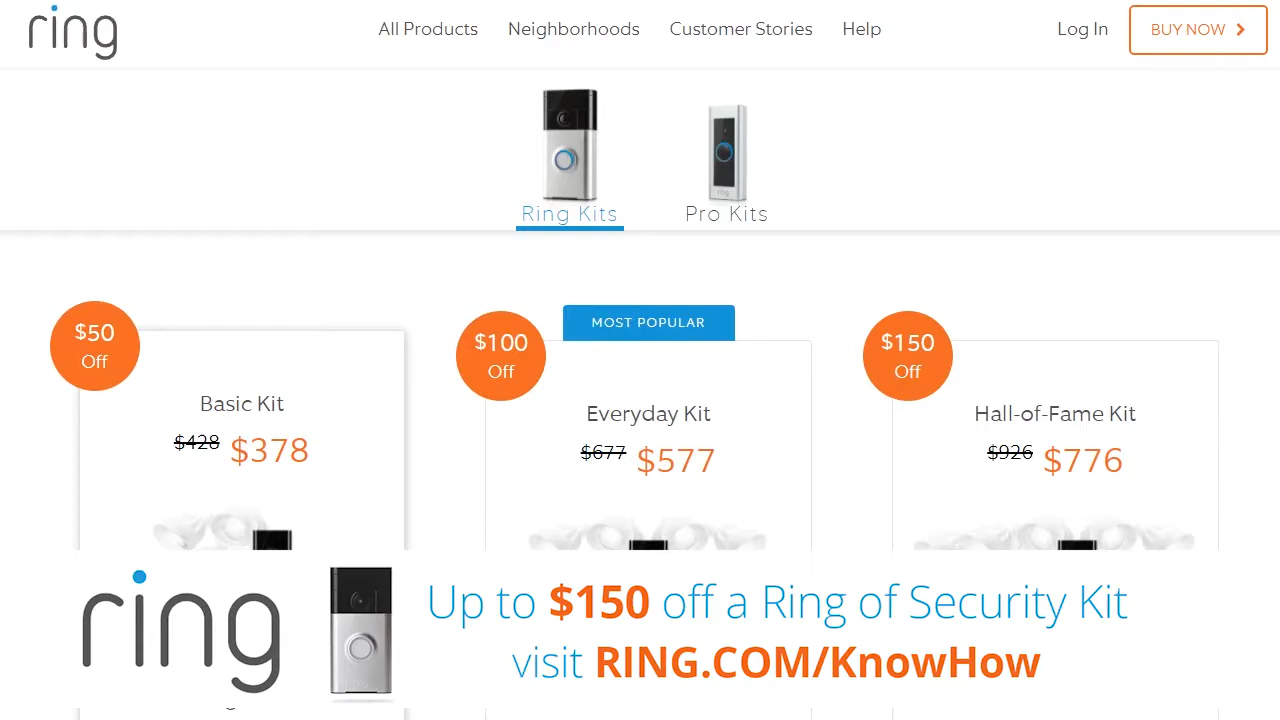 ring
All Products Neighborhoods Customer Stories Help Log In BUY NOW
Ring Kits Pro Kits
MOST POPULAR
$50 Off
Basic Kit
$428 $378
$100 Off
Everyday Kit
$677 $577
$150 Off
Hall-of-Fame Kit
$926 $776
ring
Up to $150 off a Ring of Security Kit
visit RING.COM/KnowHow